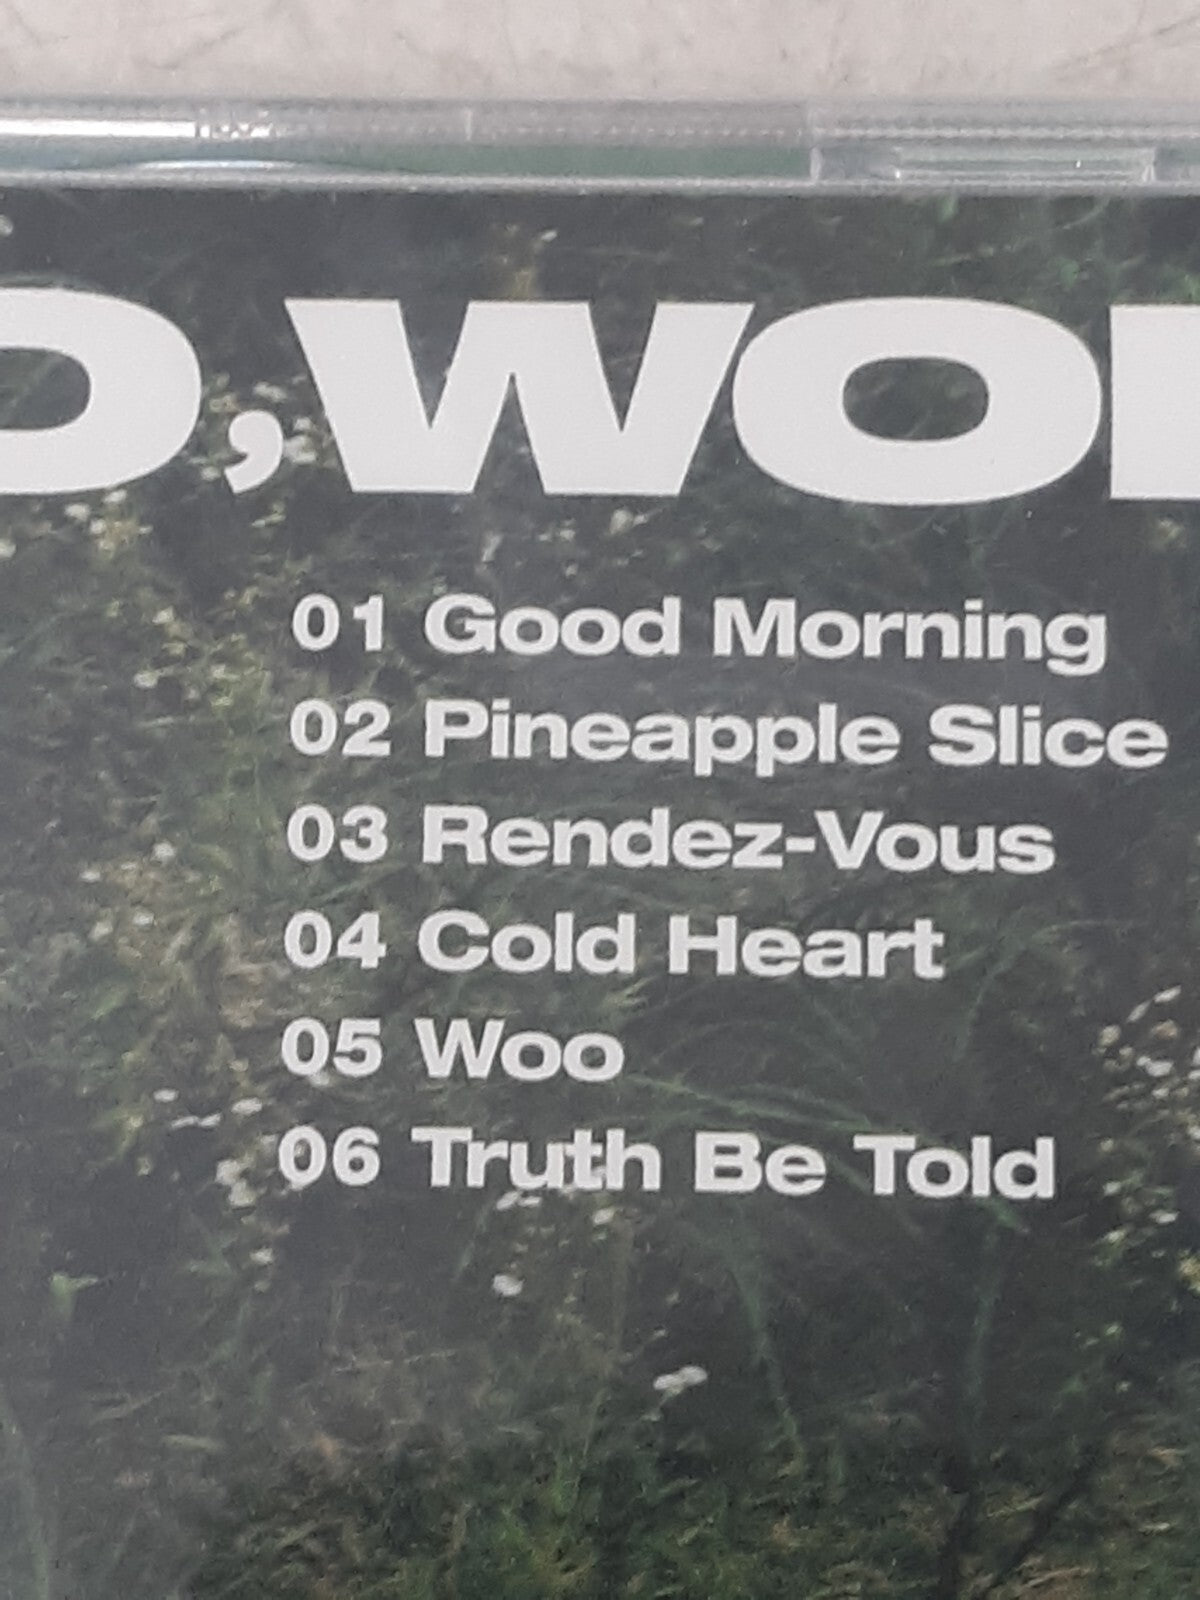 O,WO
01 Good Morning
02 Pineapple Slice
03 Rendez-Vous
04 Cold Heart
05 Woo
06 Truth Be Told